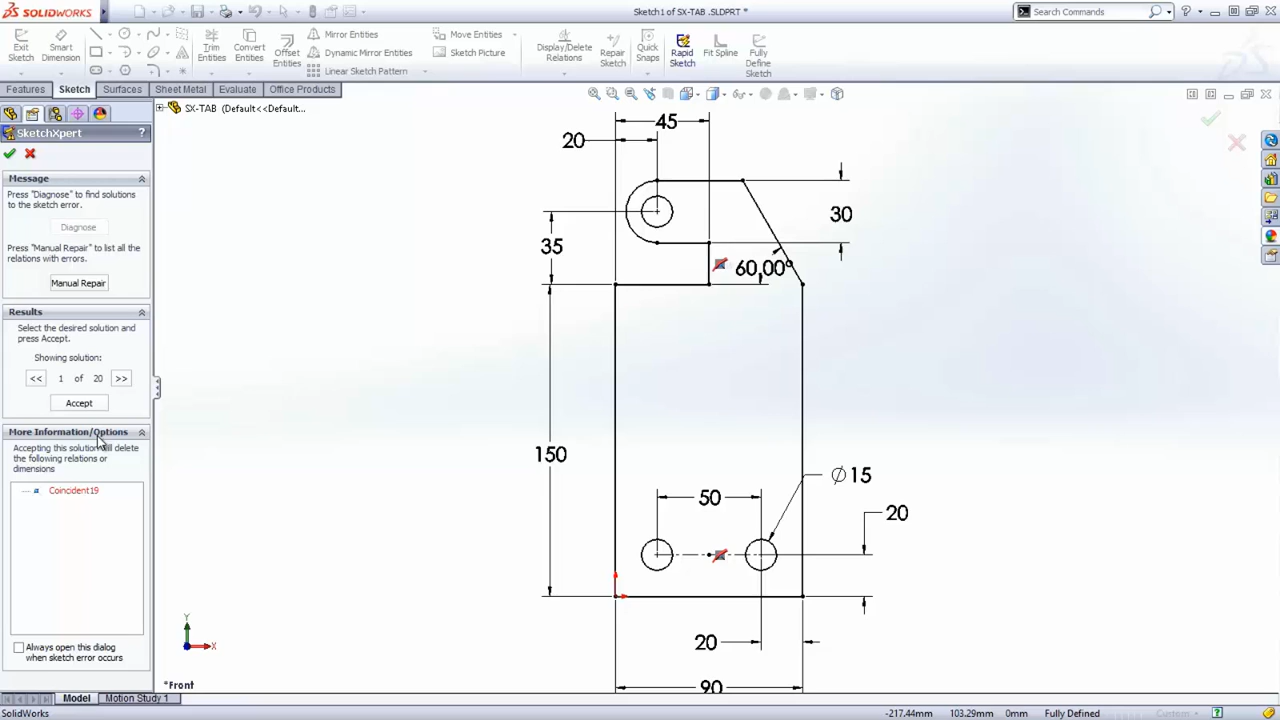 SOLIDWORKS
Sketch1 of SX-TAB .SLDPRT *
Search Commands
Exit Sketch
Smart Dimension
Trim Entities
Convert Entities
Offset Entities
Mirror Entities
Dynamic Mirror Entities
Linear Sketch Pattern
Move Entities
Sketch Picture
Display/Delete Relations
Repair Sketch
Quick Snaps
Rapid Sketch
Fit Spline
Fully Define Sketch
Features
Sketch
Surfaces
Sheet Metal
Evaluate
Office Products
SX-TAB (Default<<Default...
SketchXpert
?
Message
Press "Diagnose" to find solutions
to the sketch error.
Diagnose
Press "Manual Repair" to list all the
relations with errors.
Manual Repair
Results
Select the desired solution and
press Accept.
Showing solution:
<< 1 of 20 >>
Accept
More Information/Options
Accepting this solution will delete
the following relations or
dimensions
Coincident19
Always open this dialog
when sketch error occurs
45
20
30
35
60,00°
150
Ø15
50
20
20
90
Y
X
*Front
Model
Motion Study 1
SolidWorks
-217.44mm
103.29mm
0mm
Fully Defined
Custom
?